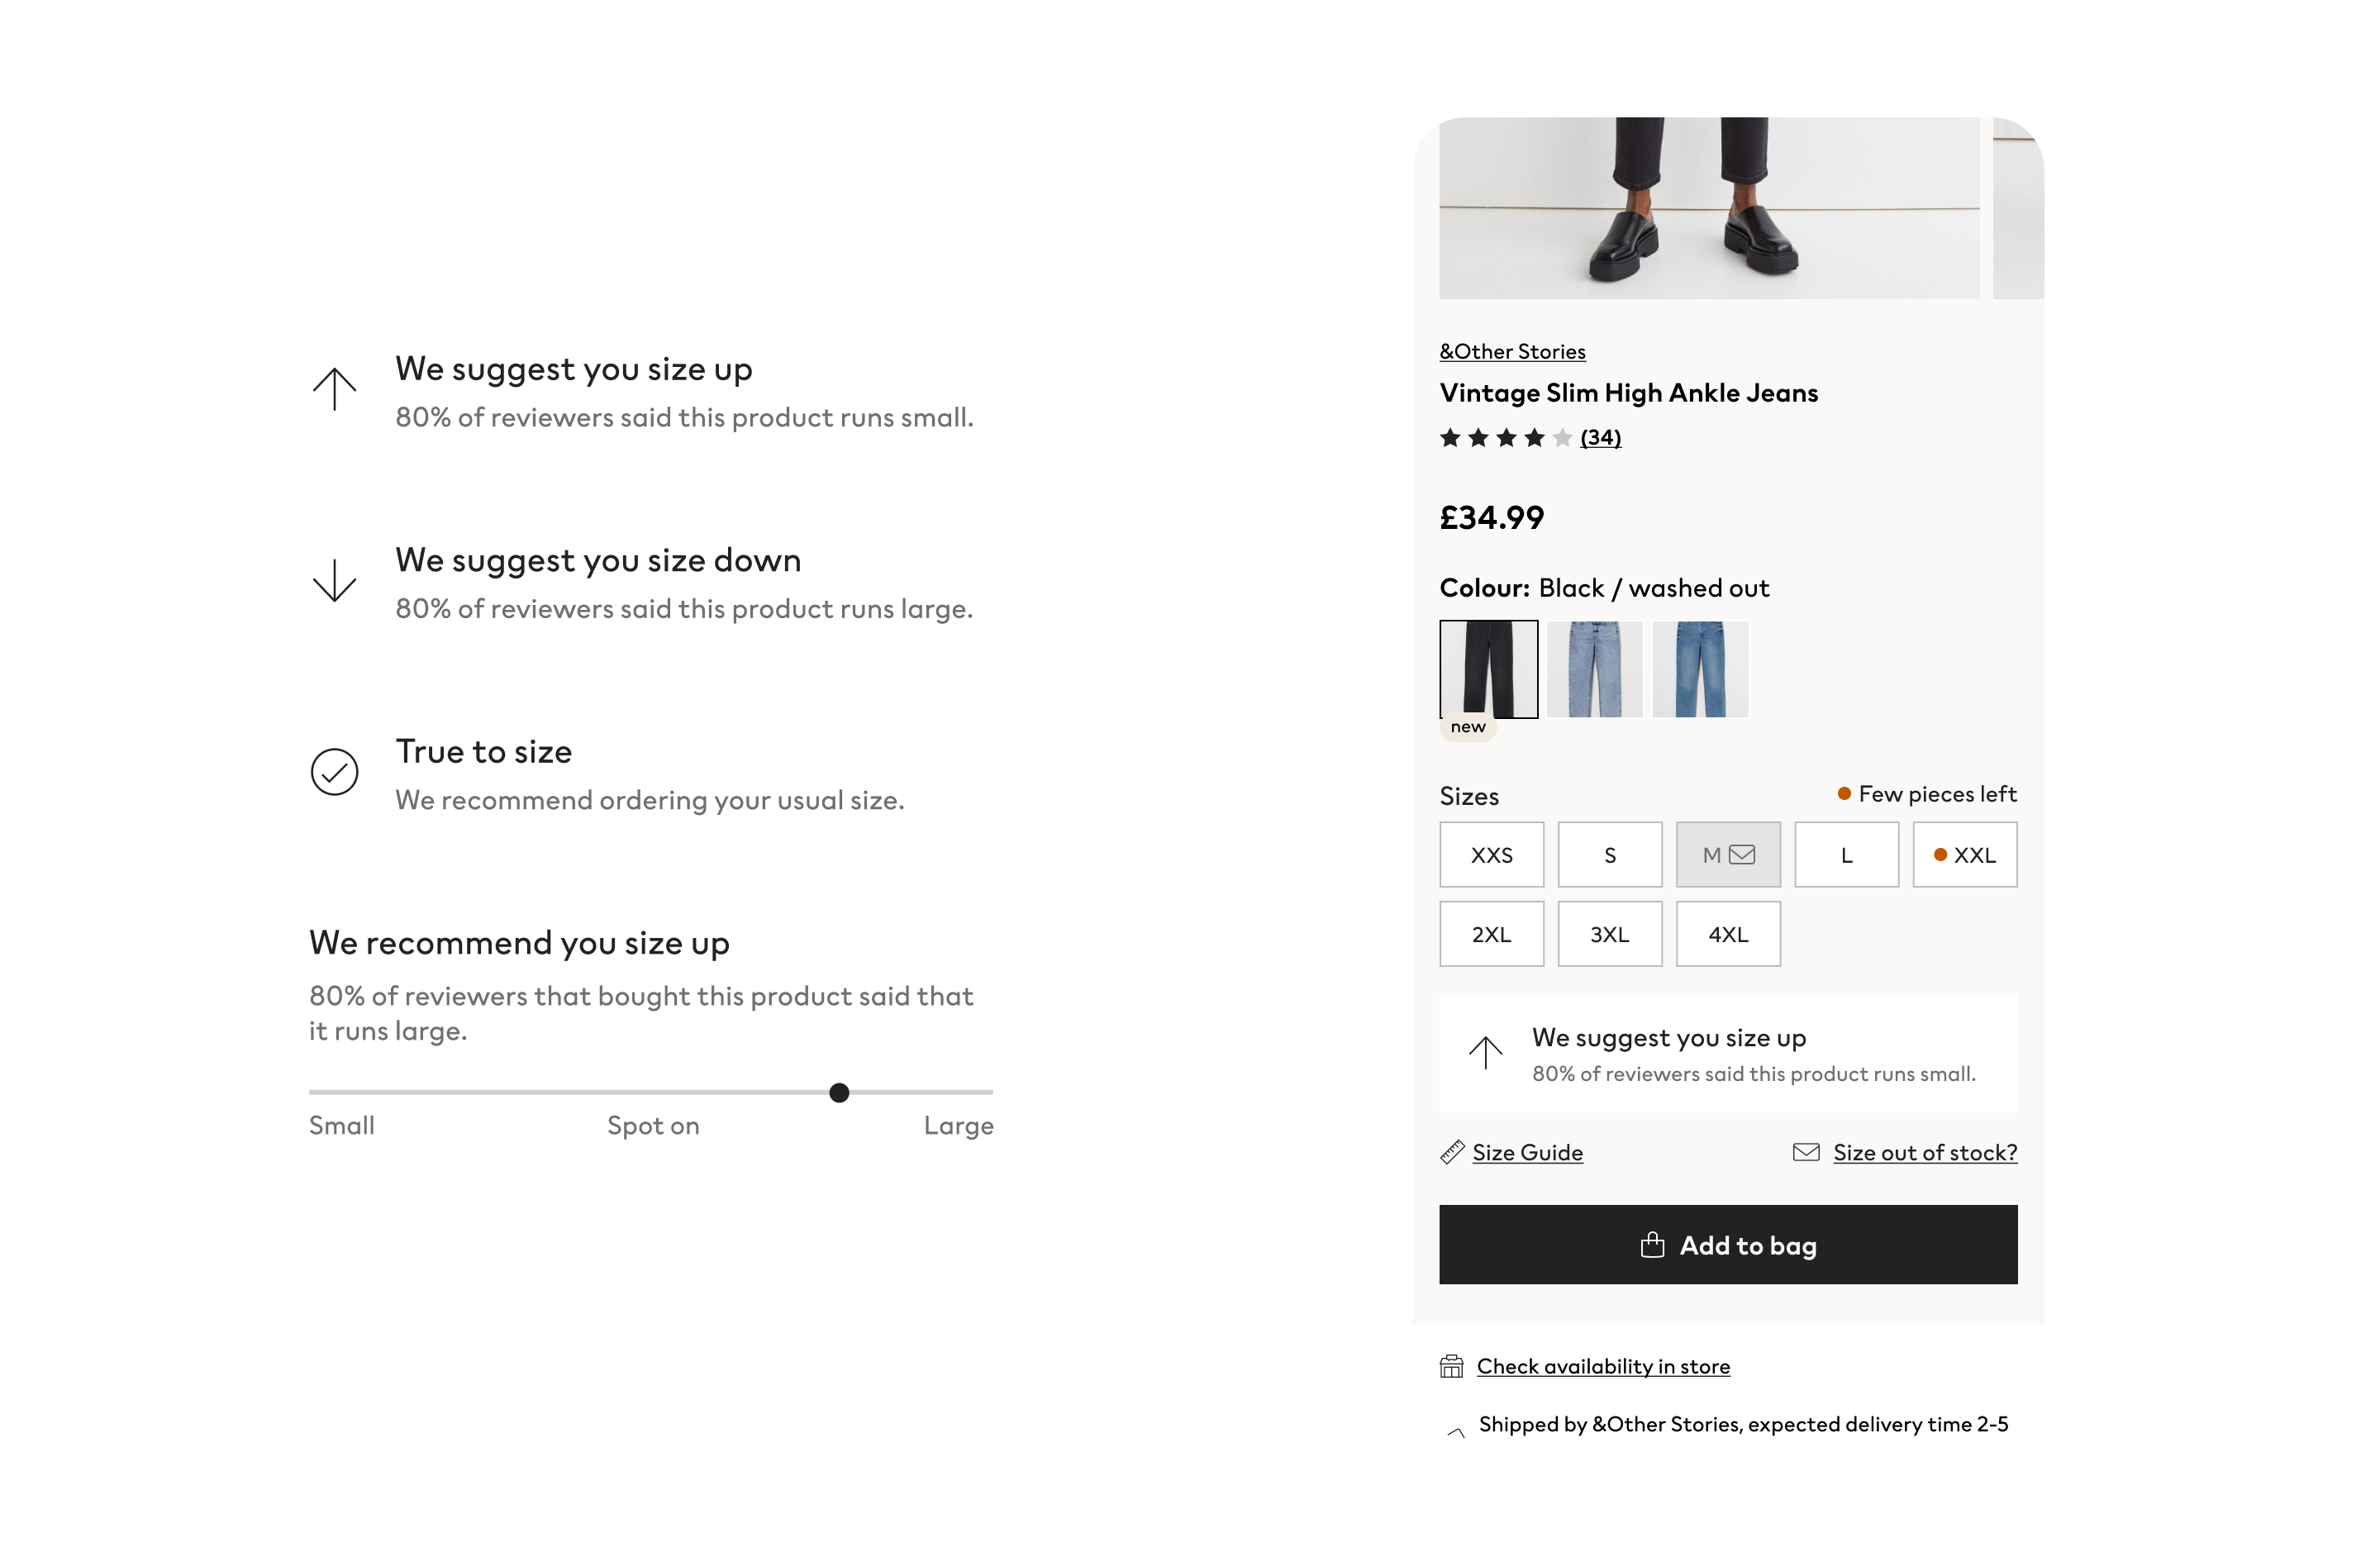 We suggest you size up
80% of reviewers said this product runs small.
We suggest you size down
80% of reviewers said this product runs large.
True to size
We recommend ordering your usual size.
We recommend you size up
80% of reviewers that bought this product said that
it runs large.
Small Spot on Large
&Other Stories
Vintage Slim High Ankle Jeans
(34)
£34.99
Colour: Black / washed out
new
Sizes Few pieces left
XXS S M L XXL
2XL 3XL 4XL
We suggest you size up
80% of reviewers said this product runs small.
Size Guide Size out of stock?
Add to bag
Check availability in store
Shipped by &Other Stories, expected delivery time 2-5